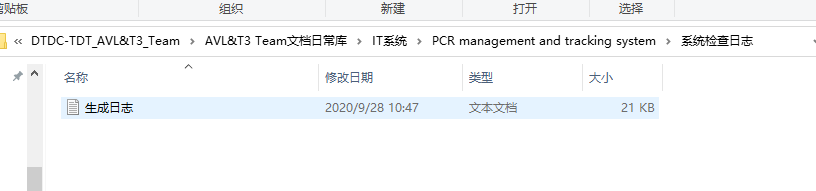 剪贴板 组织 新建 打开 选择
« DTDC-TDT_AVL&T3_Team › AVL&T3 Team文档日常库 › IT系统 › PCR management and tracking system › 系统检查日志
名称 修改日期 类型 大小
生成日志 2020/9/28 10:47 文本文档 21 KB